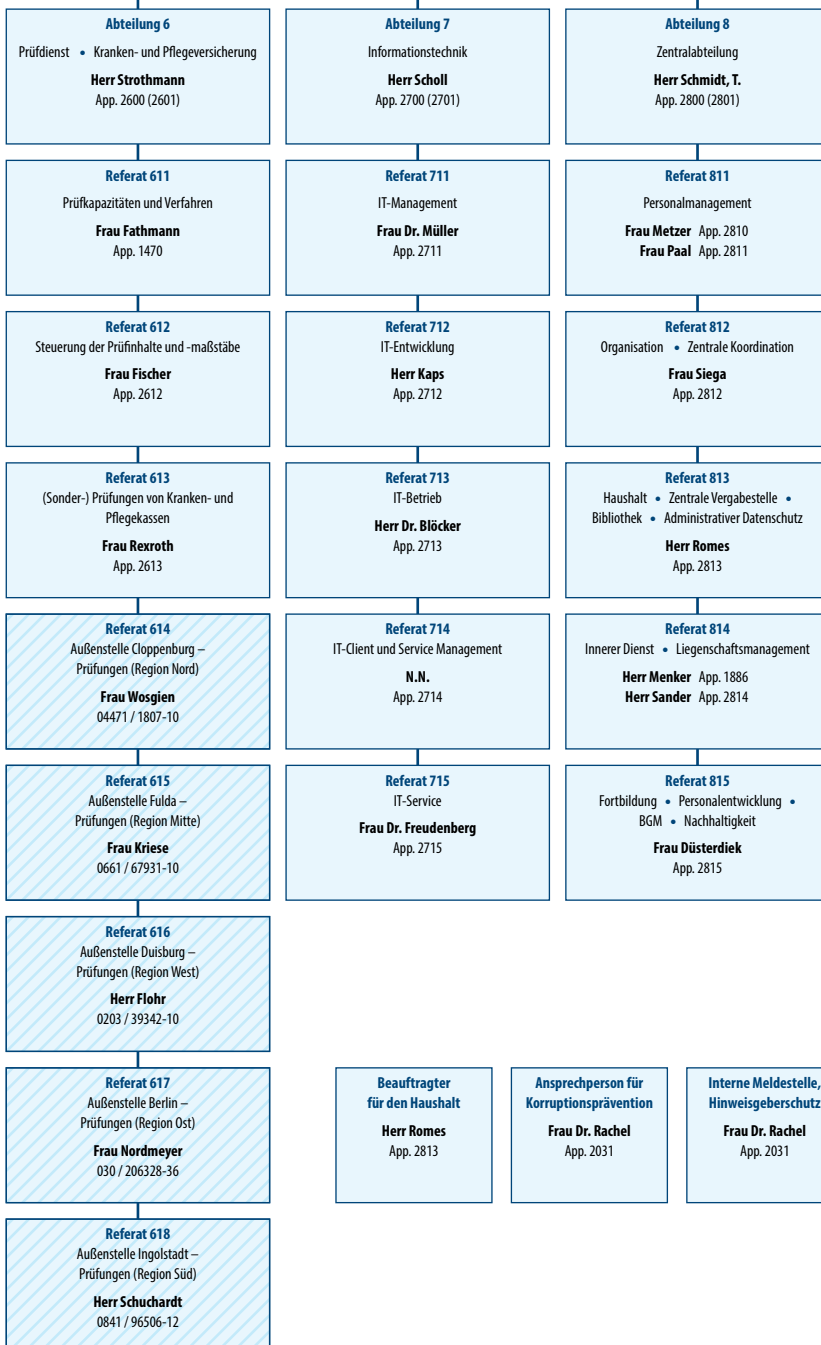 Abteilung 6
Prüfdienst • Kranken- und Pflegeversicherung
Herr Strothmann
App. 2600 (2601)
Referat 611
Prüfkapazitäten und Verfahren
Frau Fathmann
App. 1470
Referat 612
Steuerung der Prüfinhalte und -maßstäbe
Frau Fischer
App. 2612
Referat 613
(Sonder-) Prüfungen von Kranken- und
Pflegekassen
Frau Rexroth
App. 2613
Referat 614
Außenstelle Cloppenburg –
Prüfungen (Region Nord)
Frau Wosgien
04471 / 1807-10
Referat 615
Außenstelle Fulda –
Prüfungen (Region Mitte)
Frau Kriese
0661 / 67931-10
Referat 616
Außenstelle Duisburg –
Prüfungen (Region West)
Herr Flohr
0203 / 39342-10
Referat 617
Außenstelle Berlin –
Prüfungen (Region Ost)
Frau Nordmeyer
030 / 206328-36
Referat 618
Außenstelle Ingolstadt –
Prüfungen (Region Süd)
Herr Schuchardt
0841 / 96506-12
Abteilung 7
Informationstechnik
Herr Scholl
App. 2700 (2701)
Referat 711
IT-Management
Frau Dr. Müller
App. 2711
Referat 712
IT-Entwicklung
Herr Kaps
App. 2712
Referat 713
IT-Betrieb
Herr Dr. Blöcker
App. 2713
Referat 714
IT-Client und Service Management
N.N.
App. 2714
Referat 715
IT-Service
Frau Dr. Freudenberg
App. 2715
Abteilung 8
Zentralabteilung
Herr Schmidt, T.
App. 2800 (2801)
Referat 811
Personalmanagement
Frau Metzer App. 2810
Frau Paal App. 2811
Referat 812
Organisation • Zentrale Koordination
Frau Siega
App. 2812
Referat 813
Haushalt • Zentrale Vergabestelle •
Bibliothek • Administrativer Datenschutz
Herr Romes
App. 2813
Referat 814
Innerer Dienst • Liegenschaftsmanagement
Herr Menker App. 1886
Herr Sander App. 2814
Referat 815
Fortbildung • Personalentwicklung •
BGM • Nachhaltigkeit
Frau Düsterdiek
App. 2815
Beauftragter
für den Haushalt
Herr Romes
App. 2813
Ansprechperson für
Korruptionsprävention
Frau Dr. Rachel
App. 2031
Interne Meldestelle,
Hinweisgeberschutz
Frau Dr. Rachel
App. 2031